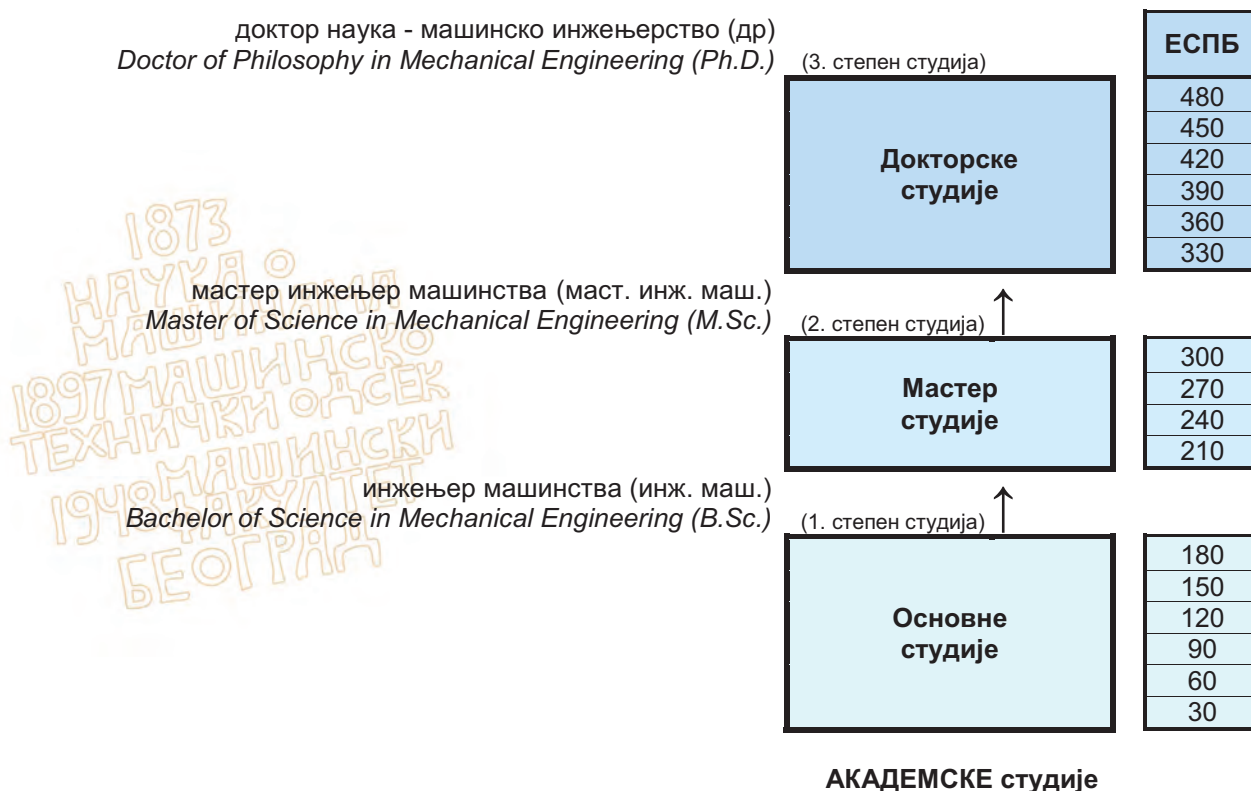 доктор наука - машинско инжењерство (др)
Doctor of Philosophy in Mechanical Engineering (Ph.D.)
(3. степен студија)
ЕСПБ
Докторске
студије
480
450
420
390
360
330
1873
НАУКА О
МАШИНАМА
1897 МАШИНСКО
ТЕХНИЧКИ ОДСЕК
1948 МАШИНСКИ
ФАКУЛТЕТ
БЕОГРАД
мастер инжењер машинства (маст. инж. маш.)
Master of Science in Mechanical Engineering (M.Sc.)
(2. степен студија)
Мастер
студије
300
270
240
210
инжењер машинства (инж. маш.)
Bachelor of Science in Mechanical Engineering (B.Sc.)
(1. степен студија)
Основне
студије
180
150
120
90
60
30
АКАДЕМСКЕ студије